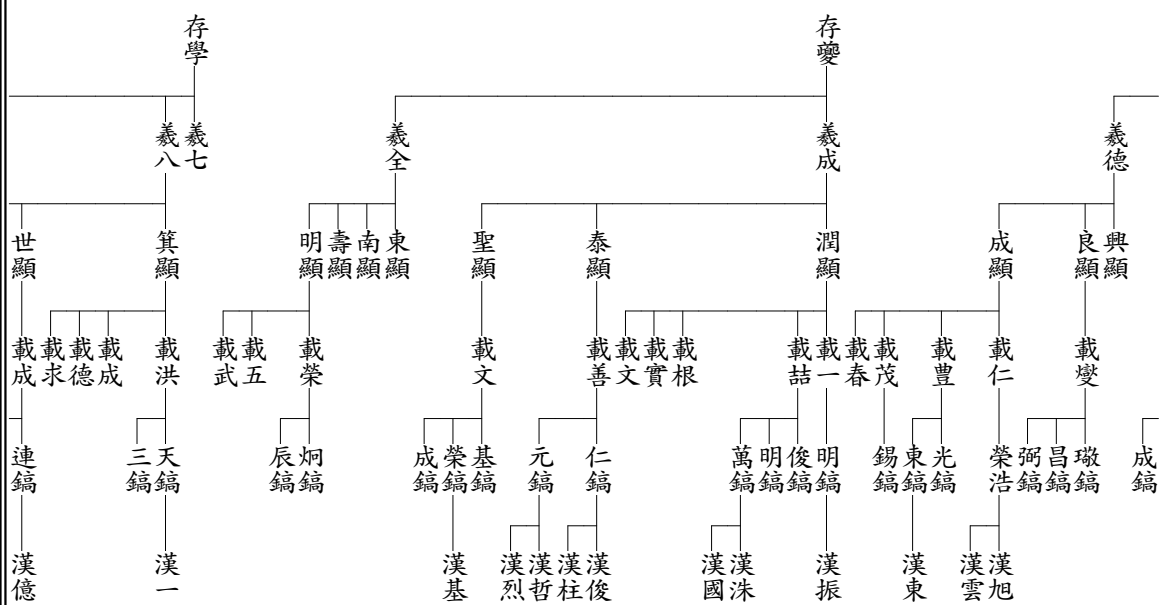 存夔
存學
羲德
羲成
羲全
羲七
羲八
興顯
良顯
成顯
潤顯
泰顯
聖顯
東顯
南顯
壽顯
明顯
箕顯
世顯
載燮
載仁
載豊
載茂
載春
載一
載喆
載根
載實
載文
載善
載文
載榮
載五
載武
載洪
載成
載德
載求
載成
成鎬
璥鎬
昌鎬
弼鎬
榮浩
光鎬
東鎬
錫鎬
明鎬
俊鎬
明鎬
萬鎬
仁鎬
元鎬
基鎬
榮鎬
成鎬
炯鎬
辰鎬
天鎬
三鎬
連鎬
漢旭
漢雲
漢東
漢振
漢洙
漢國
漢俊
漢柱
漢哲
漢烈
漢基
漢一
漢億